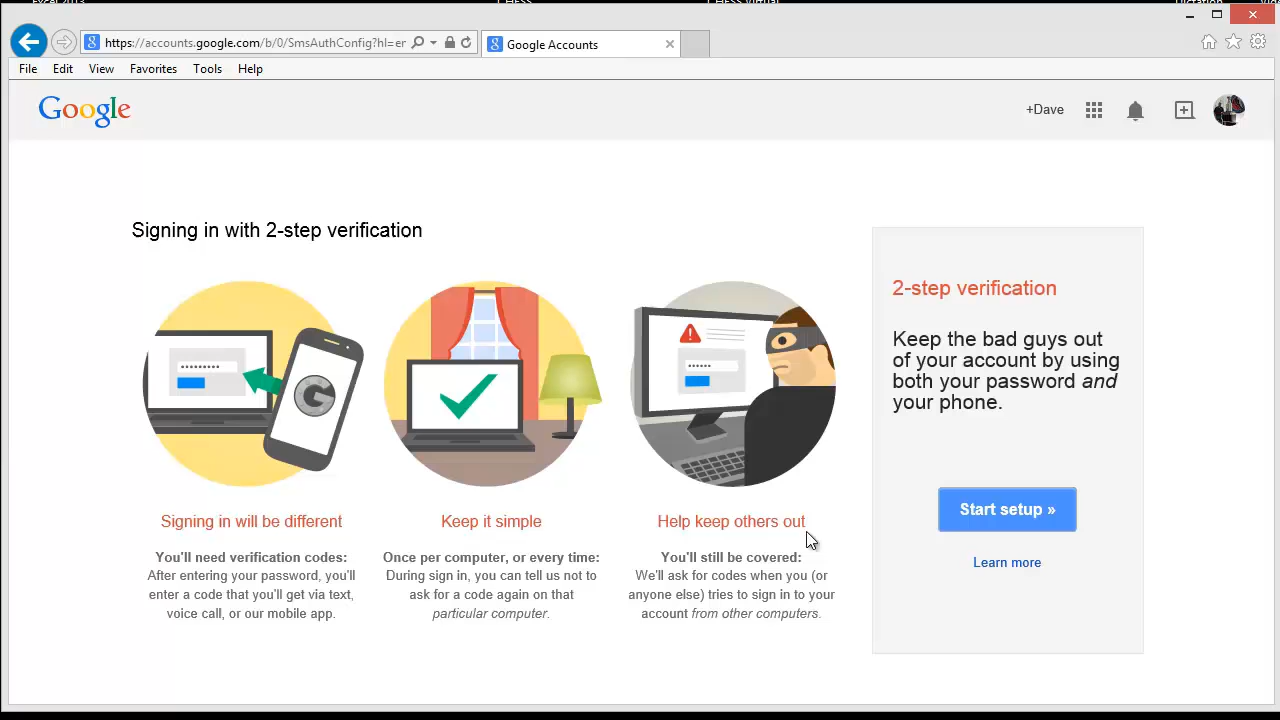 https://accounts.google.com/b/0/SmsAuthConfig?hl=er
Google Accounts
File Edit View Favorites Tools Help
Google
+Dave
Signing in with 2-step verification
Signing in will be different
You'll need verification codes:
After entering your password, you'll
enter a code that you'll get via text,
voice call, or our mobile app.
Keep it simple
Once per computer, or every time:
During sign in, you can tell us not to
ask for a code again on that
particular computer.
Help keep others out
You'll still be covered:
We'll ask for codes when you (or
anyone else) tries to sign in to your
account from other computers.
2-step verification
Keep the bad guys out
of your account by using
both your password and
your phone.
Start setup »
Learn more